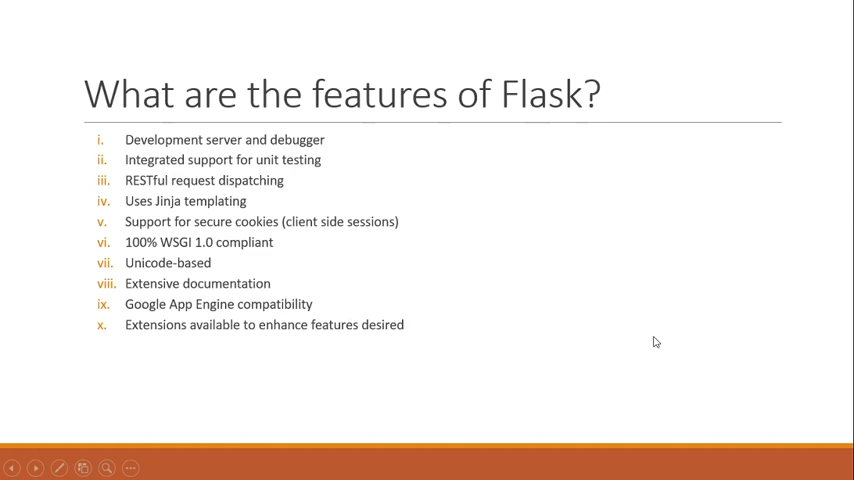 What are the features of Flask?
i. Development server and debugger
ii. Integrated support for unit testing
iii. RESTful request dispatching
iv. Uses Jinja templating
v. Support for secure cookies (client side sessions)
vi. 100% WSGI 1.0 compliant
vii. Unicode-based
viii. Extensive documentation
ix. Google App Engine compatibility
x. Extensions available to enhance features desired